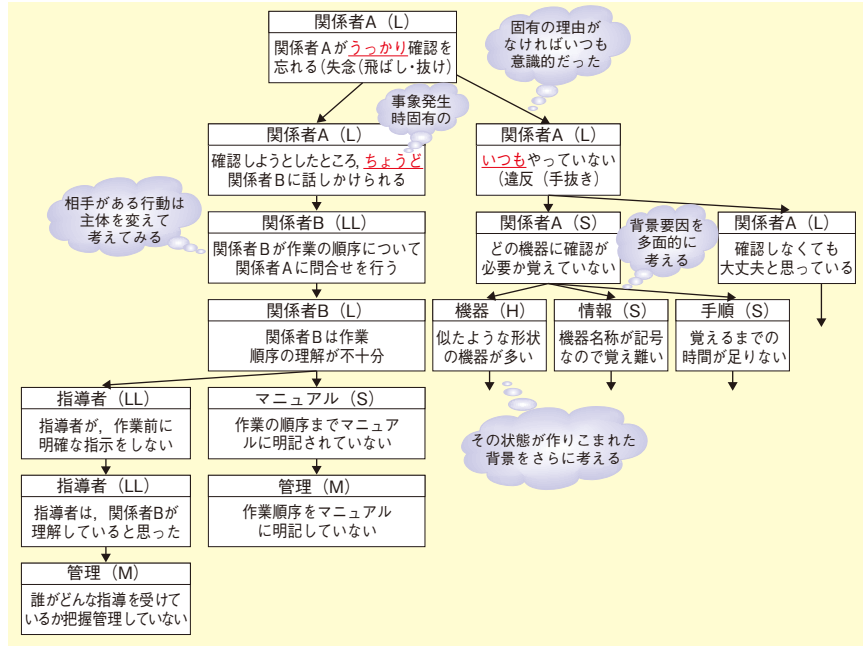 関係者A（L）
関係者Aがうっかり確認を
忘れる（失念（飛ばし・抜け）
固有の理由が
なければいつも
意識的だった
事象発生
時固有の
関係者A（L）
確認しようとしたところ，ちょうど
関係者Bに話しかけられる
関係者A（L）
いつもやっていない
（違反（手抜き）
相手がある行動は
主体を変えて
考えてみる
関係者B（LL）
関係者Bが作業の順序について
関係者Aに問合せを行う
関係者A（S）
どの機器に確認が
必要か覚えていない
背景要因を
多面的に
考える
関係者A（L）
確認しなくても
大丈夫と思っている
関係者B（L）
関係者Bは作業
順序の理解が不十分
機器（H）
似たような形状
の機器が多い
情報（S）
機器名称が記号
なので覚え難い
手順（S）
覚えるまでの
時間が足りない
指導者（LL）
指導者が，作業前に
明確な指示をしない
マニュアル（S）
作業の順序までマニュア
ルに明記されていない
その状態が作りこまれた
背景をさらに考える
指導者（LL）
指導者は，関係者Bが
理解していると思った
管理（M）
作業順序をマニュアル
に明記していない
管理（M）
誰がどんな指導を受けて
いるか把握管理していない